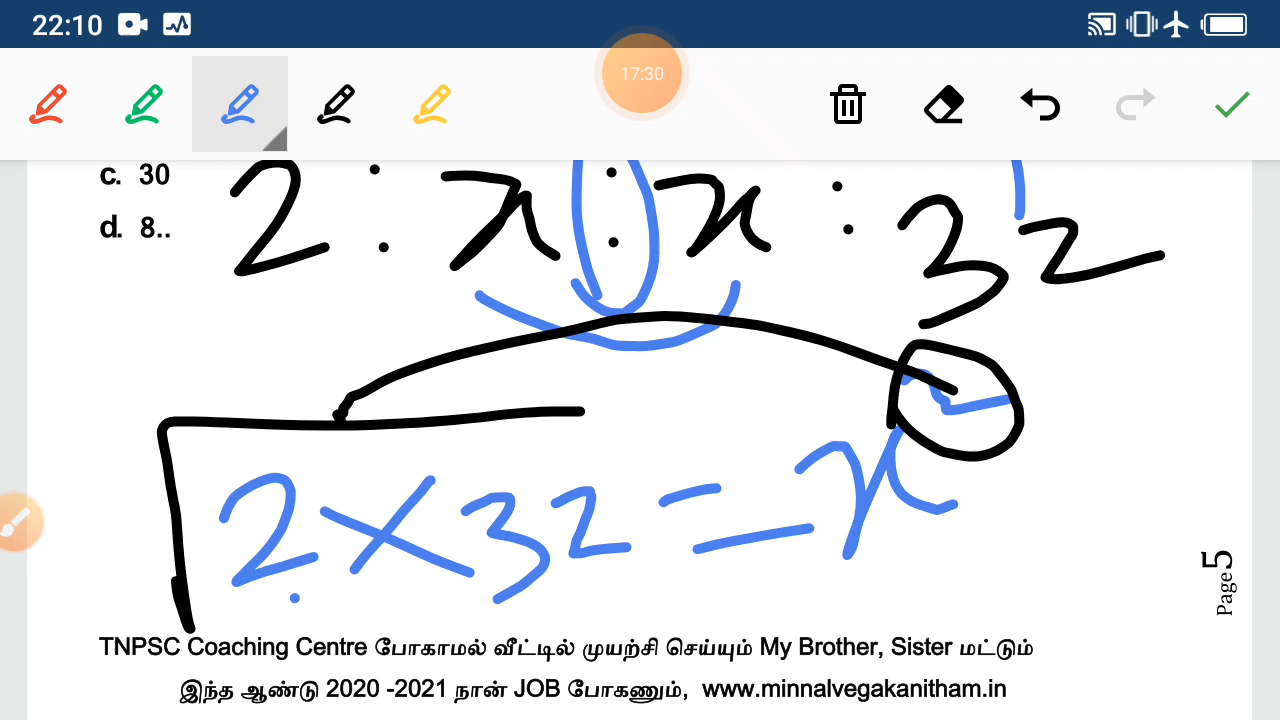 22:10
17:30
c. 30
d. 8..
2 : x : x : 32
2 × 32 = x²
Page 5
TNPSC Coaching Centre போகாமல் வீட்டில் முயற்சி செய்யும் My Brother, Sister மட்டும்
இந்த ஆண்டு 2020 -2021 நான் JOB போகணும், www.minnalvegakanitham.in